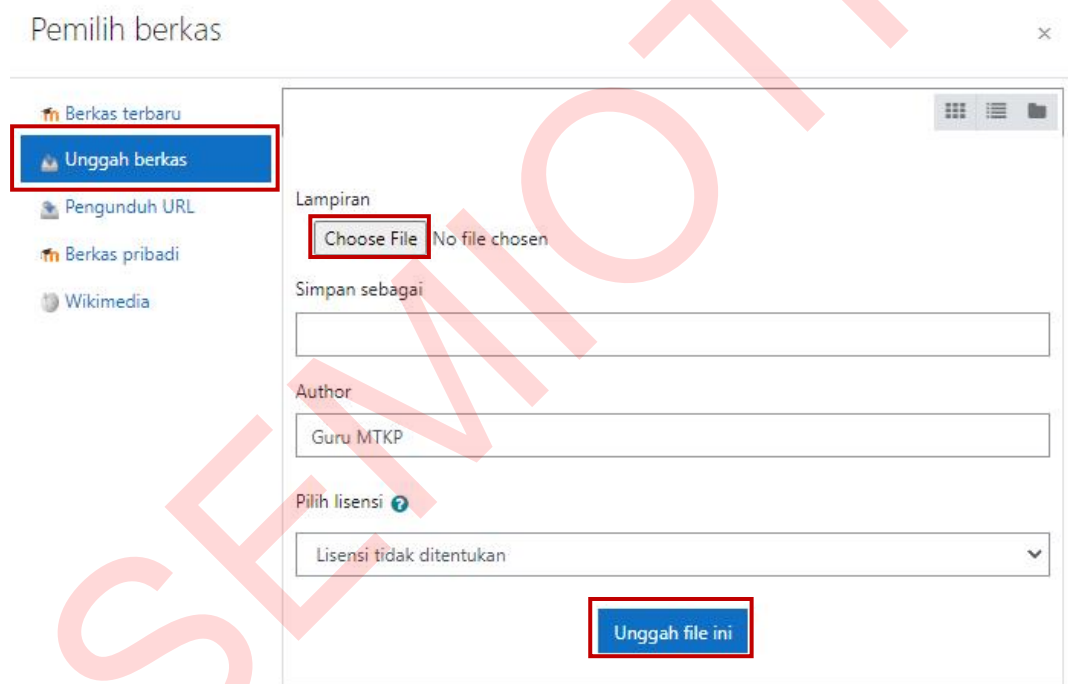 Pemilih berkas
×
Berkas terbaru
Unggah berkas
Pengunduh URL
Berkas pribadi
Wikimedia
Lampiran
Choose File No file chosen
Simpan sebagai
Author
Guru MTKP
Pilih lisensi ?
Lisensi tidak ditentukan
Unggah file ini
SEMIOT